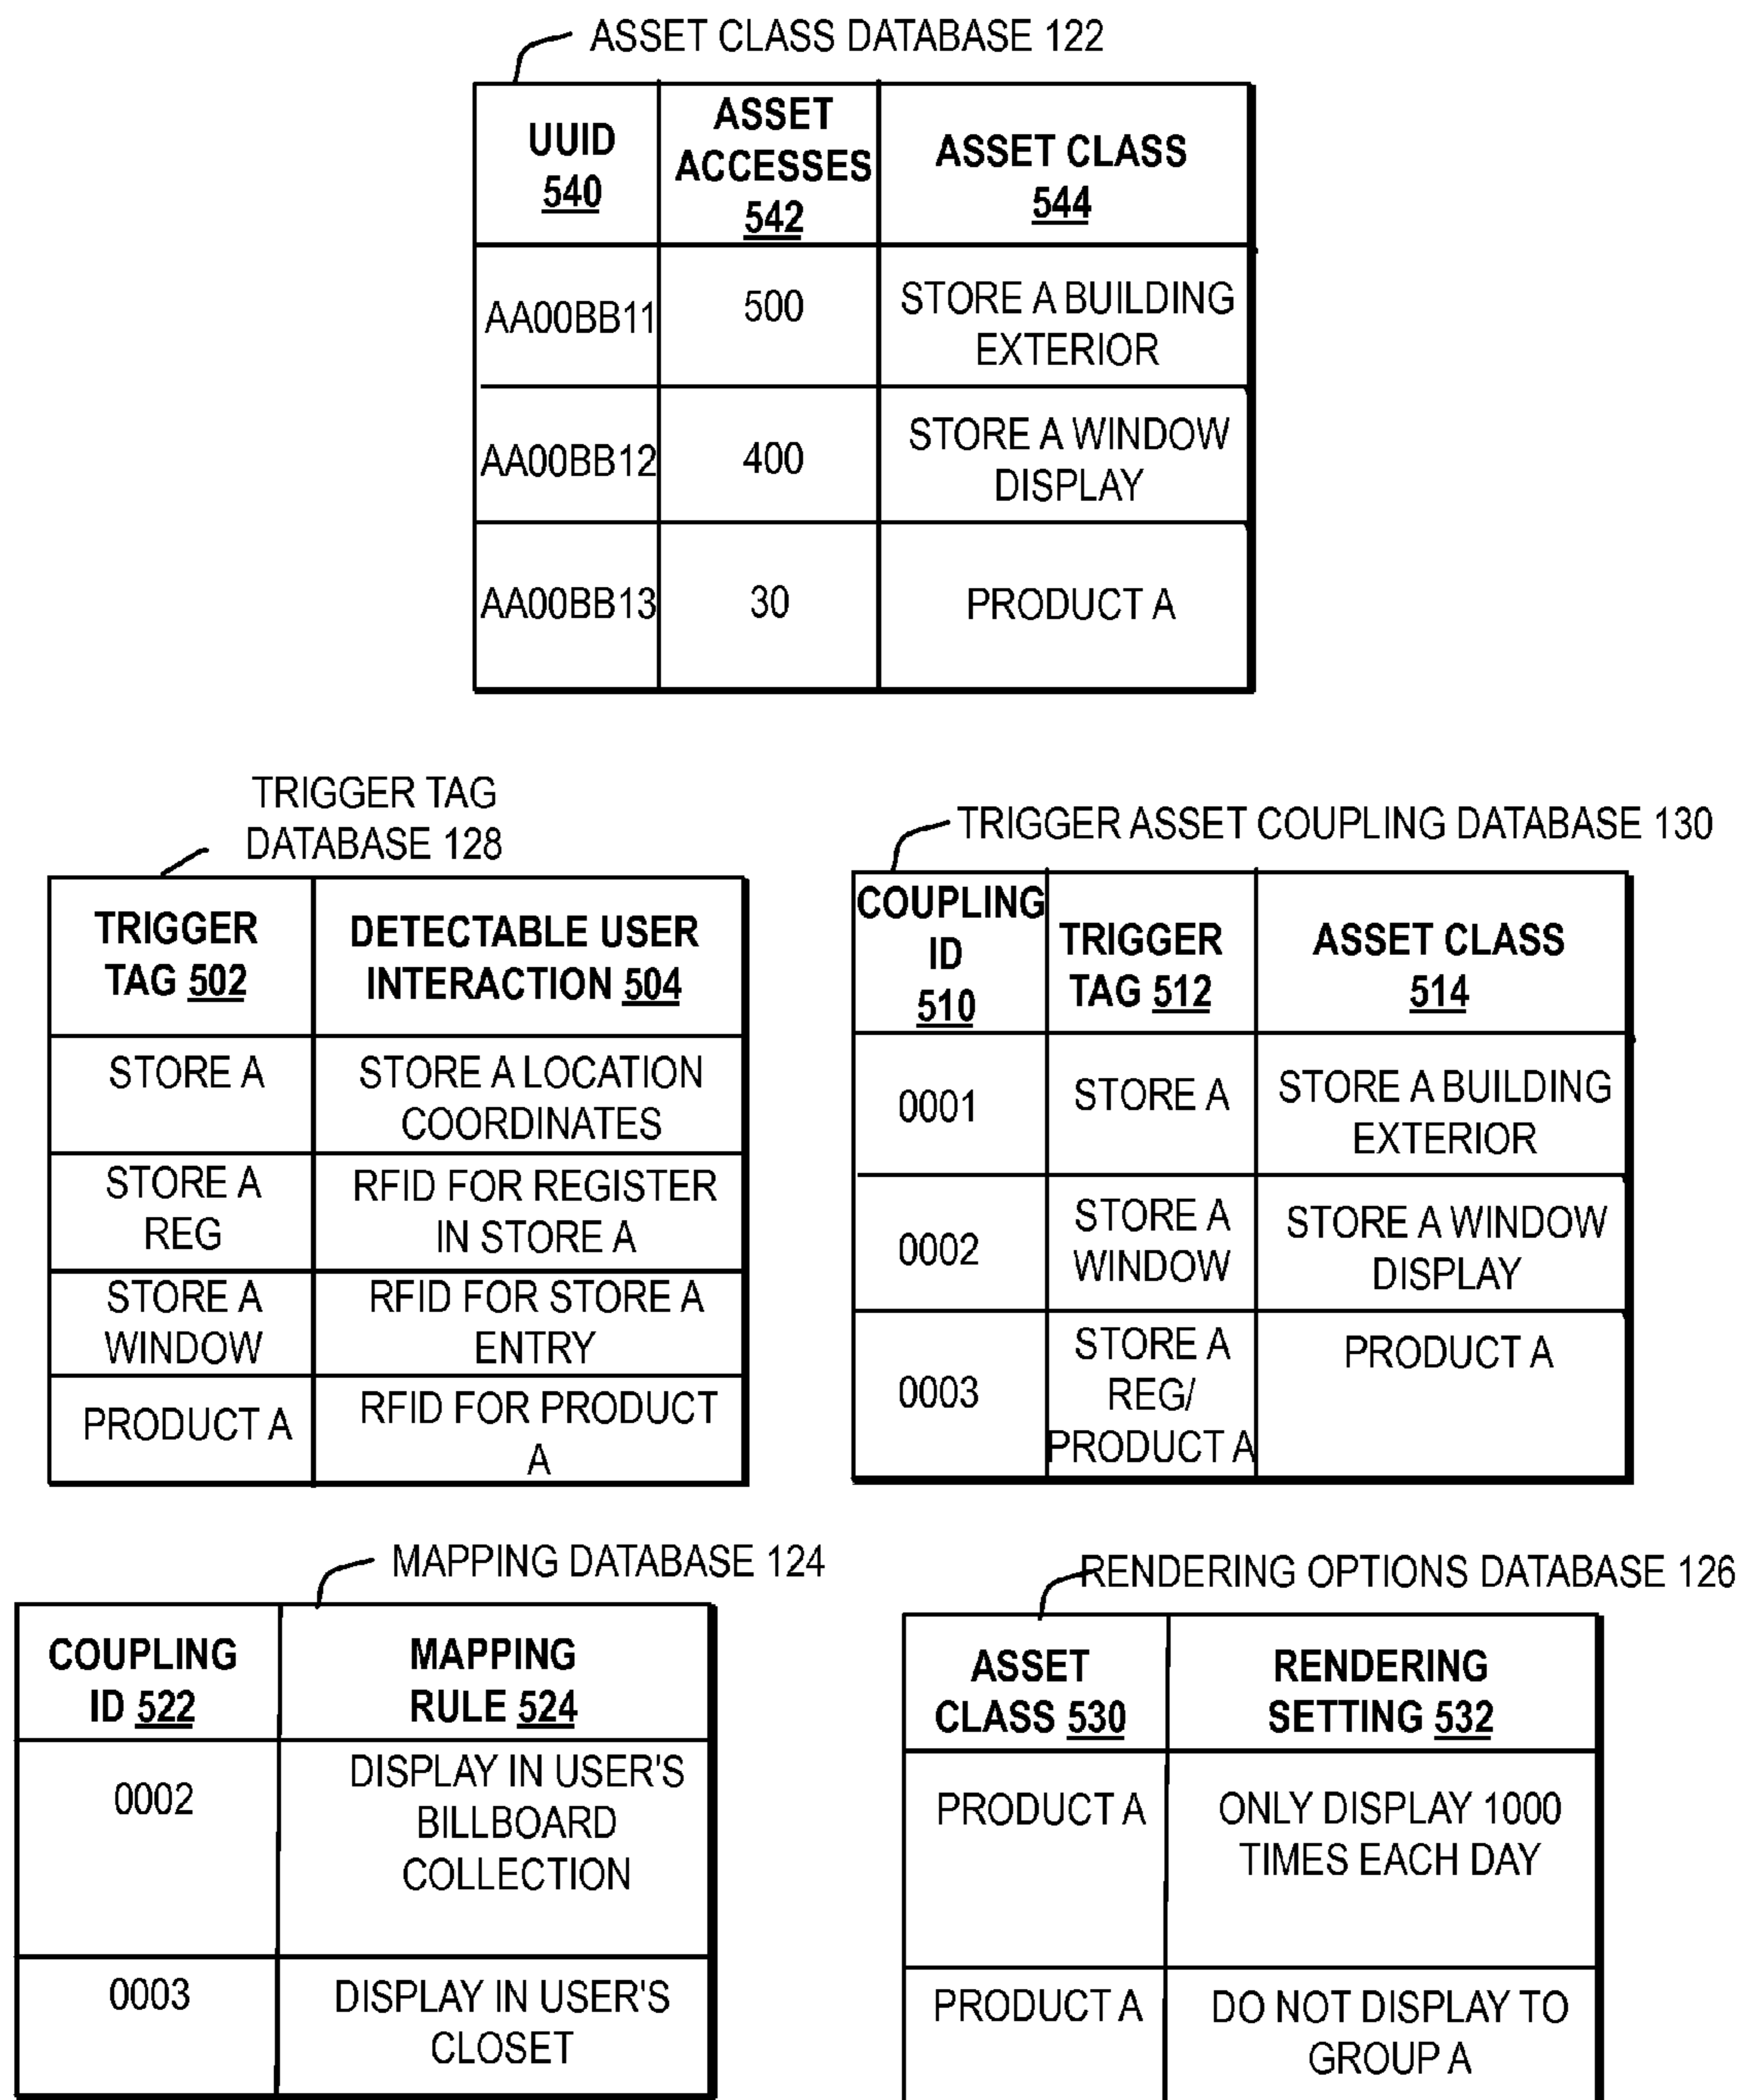 ASSET CLASS DATABASE 122
UUID
540
ASSET
ACCESSES
542
ASSET CLASS
544
AA00BB11
500
STORE A BUILDING
EXTERIOR
AA00BB12
400
STORE A WINDOW
DISPLAY
AA00BB13
30
PRODUCT A
TRIGGER TAG
DATABASE 128
TRIGGER
TAG 502
DETECTABLE USER
INTERACTION 504
STORE A
STORE A LOCATION
COORDINATES
STORE A
REG
RFID FOR REGISTER
IN STORE A
STORE A
WINDOW
RFID FOR STORE A
ENTRY
PRODUCT A
RFID FOR PRODUCT
A
TRIGGER ASSET COUPLING DATABASE 130
COUPLING
ID
510
TRIGGER
TAG 512
ASSET CLASS
514
0001
STORE A
STORE A BUILDING
EXTERIOR
0002
STORE A
WINDOW
STORE A WINDOW
DISPLAY
0003
STORE A
REG/
PRODUCT A
PRODUCT A
MAPPING DATABASE 124
COUPLING
ID 522
MAPPING
RULE 524
0002
DISPLAY IN USER'S
BILLBOARD
COLLECTION
0003
DISPLAY IN USER'S
CLOSET
RENDERING OPTIONS DATABASE 126
ASSET
CLASS 530
RENDERING
SETTING 532
PRODUCT A
ONLY DISPLAY 1000
TIMES EACH DAY
PRODUCT A
DO NOT DISPLAY TO
GROUP A